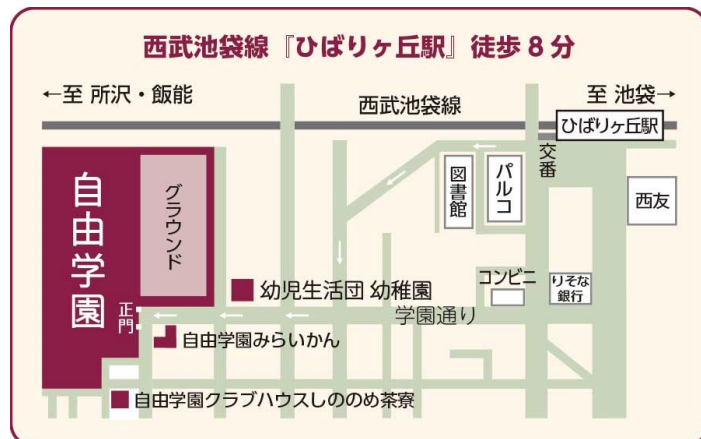 西武池袋線『ひばりヶ丘駅』徒歩8分
←至 所沢・飯能
西武池袋線
至 池袋→
ひばりヶ丘駅
交番
図書館
パルコ
西友
自由学園
グラウンド
コンビニ
りそな
銀行
幼児生活団 幼稚園
学園通り
正門
自由学園みらいかん
自由学園クラブハウスしののめ茶寮